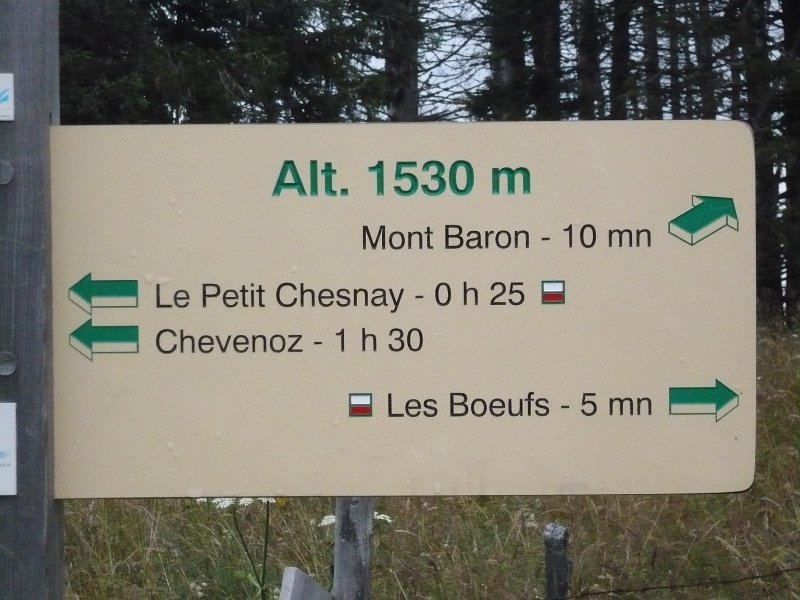 Alt. 1530 m
Mont Baron - 10 mn
Le Petit Chesnay - 0 h 25
Chevenoz - 1 h 30
Les Boeufs - 5 mn